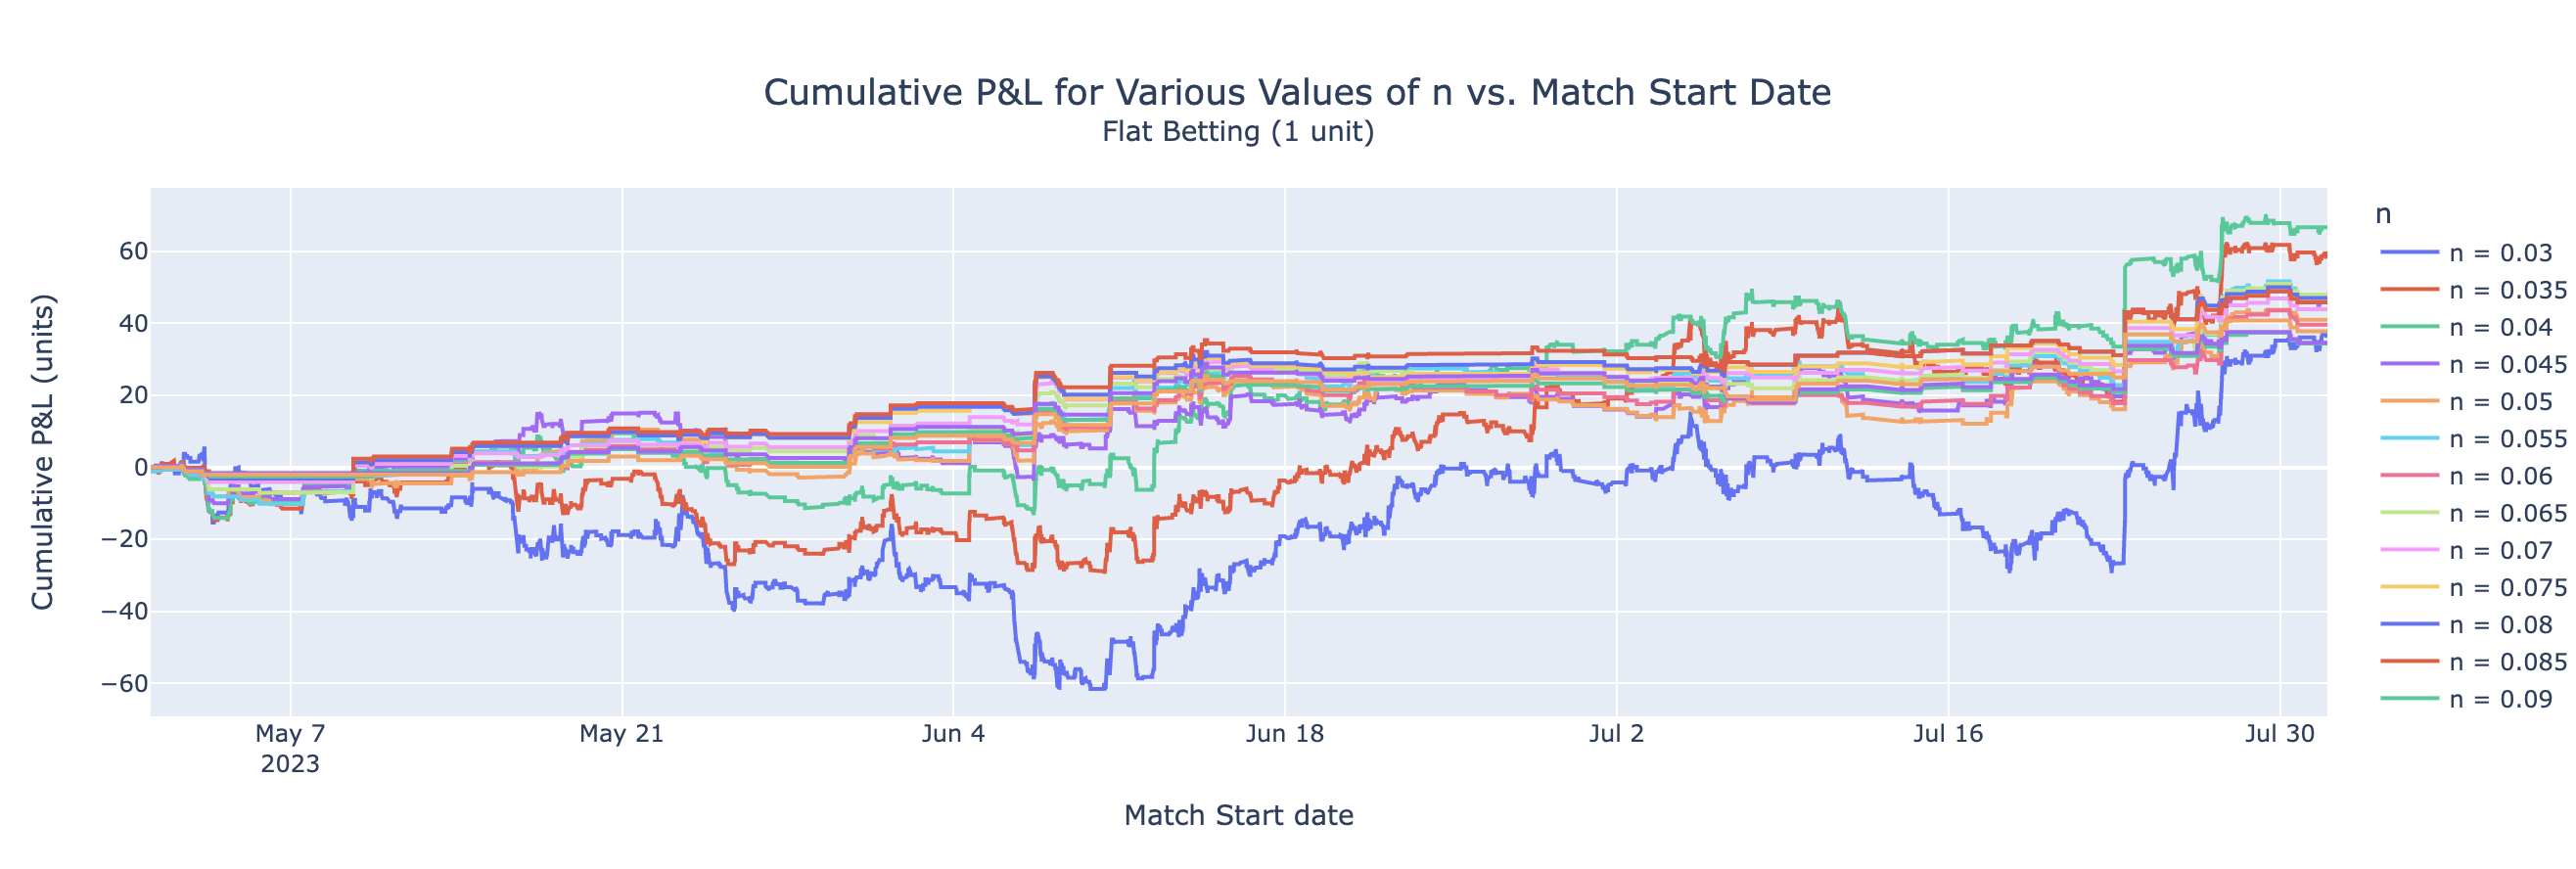 Cumulative P&L for Various Values of n vs. Match Start Date
Flat Betting (1 unit)
Cumulative P&L (units)
60
40
20
0
−20
−40
−60
May 7
2023
May 21
Jun 4
Jun 18
Jul 2
Jul 16
Jul 30
Match Start date
n
n = 0.03
n = 0.035
n = 0.04
n = 0.045
n = 0.05
n = 0.055
n = 0.06
n = 0.065
n = 0.07
n = 0.075
n = 0.08
n = 0.085
n = 0.09